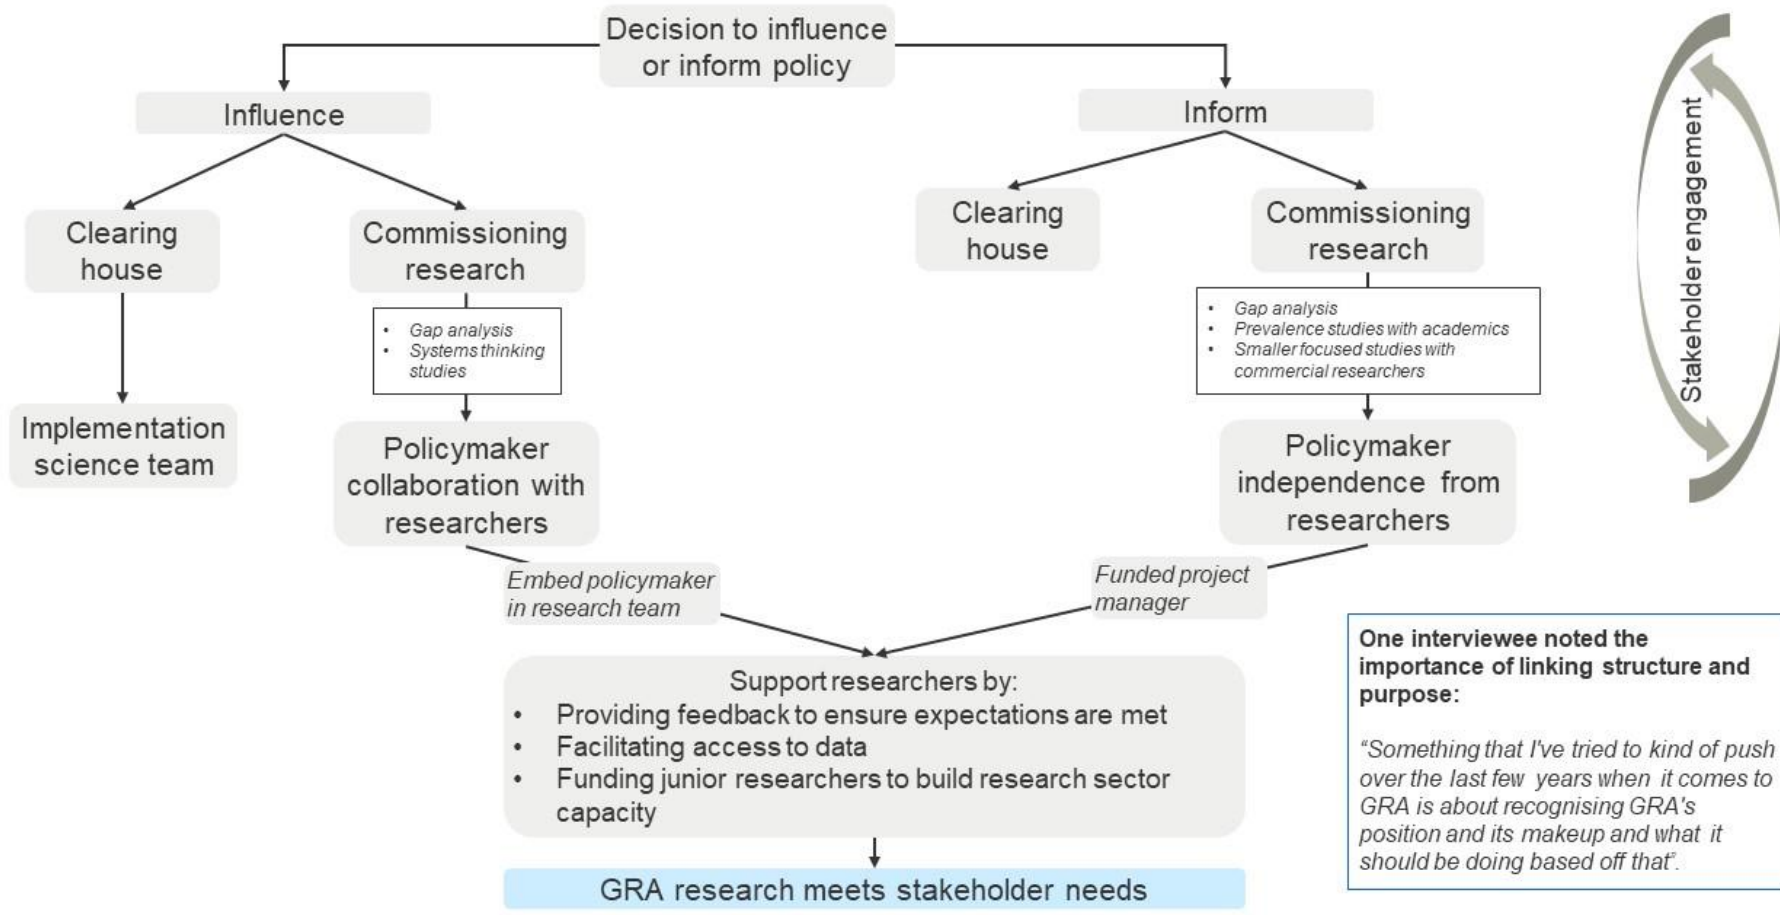 Decision to influence
or inform policy
Influence
Inform
Clearing
house
Commissioning
research
Clearing
house
Commissioning
research
• Gap analysis
• Systems thinking
studies
• Gap analysis
• Prevalence studies with academics
• Smaller focused studies with
commercial researchers
Implementation
science team
Policymaker
collaboration with
researchers
Policymaker
independence from
researchers
Embed policymaker
in research team
Funded project
manager
Support researchers by:
• Providing feedback to ensure expectations are met
• Facilitating access to data
• Funding junior researchers to build research sector
capacity
GRA research meets stakeholder needs
Stakeholder engagement
One interviewee noted the
importance of linking structure and
purpose:
“Something that I've tried to kind of push
over the last few years when it comes to
GRA is about recognising GRA's
position and its makeup and what it
should be doing based off that”.